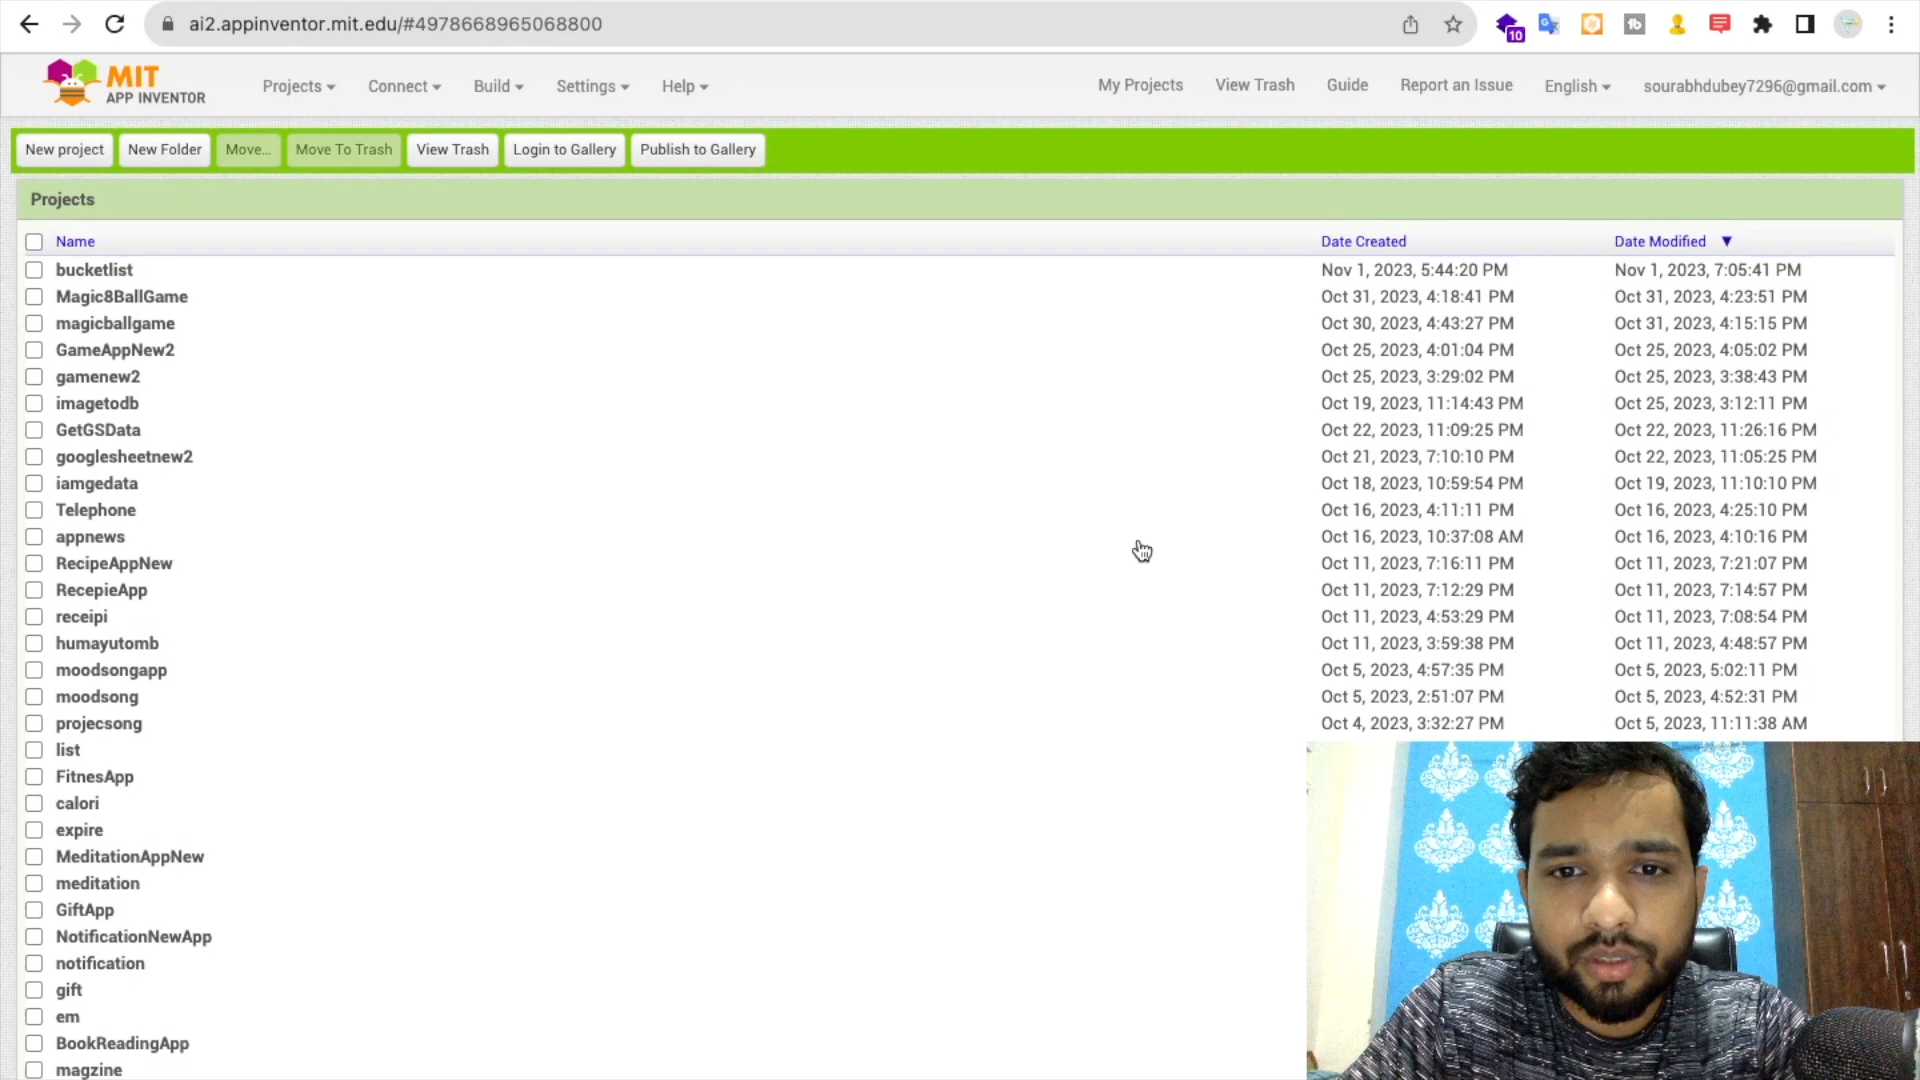 ai2.appinventor.mit.edu/#4978668965068800
10
MIT
APP INVENTOR
Projects Connect Build Settings Help My Projects View Trash Guide Report an Issue English sourabhdubey7296@gmail.com
New project New Folder Move... Move To Trash View Trash Login to Gallery Publish to Gallery
Projects
Name Date Created Date Modified ▼
bucketlist Nov 1, 2023, 5:44:20 PM Nov 1, 2023, 7:05:41 PM
Magic8BallGame Oct 31, 2023, 4:18:41 PM Oct 31, 2023, 4:23:51 PM
magicballgame Oct 30, 2023, 4:43:27 PM Oct 31, 2023, 4:15:15 PM
GameAppNew2 Oct 25, 2023, 4:01:04 PM Oct 25, 2023, 4:05:02 PM
gamenew2 Oct 25, 2023, 3:29:02 PM Oct 25, 2023, 3:38:43 PM
imagetodb Oct 19, 2023, 11:14:43 PM Oct 25, 2023, 3:12:11 PM
GetGSData Oct 22, 2023, 11:09:25 PM Oct 22, 2023, 11:26:16 PM
googlesheetnew2 Oct 21, 2023, 7:10:10 PM Oct 22, 2023, 11:05:25 PM
iamgedata Oct 18, 2023, 10:59:54 PM Oct 19, 2023, 11:10:10 PM
Telephone Oct 16, 2023, 4:11:11 PM Oct 16, 2023, 4:25:10 PM
appnews Oct 16, 2023, 10:37:08 AM Oct 16, 2023, 4:10:16 PM
RecipeAppNew Oct 11, 2023, 7:16:11 PM Oct 11, 2023, 7:21:07 PM
RecepieApp Oct 11, 2023, 7:12:29 PM Oct 11, 2023, 7:14:57 PM
receipi Oct 11, 2023, 4:53:29 PM Oct 11, 2023, 7:08:54 PM
humayutomb Oct 11, 2023, 3:59:38 PM Oct 11, 2023, 4:48:57 PM
moodsongapp Oct 5, 2023, 4:57:35 PM Oct 5, 2023, 5:02:11 PM
moodsong Oct 5, 2023, 2:51:07 PM Oct 5, 2023, 4:52:31 PM
projecsong Oct 4, 2023, 3:32:27 PM Oct 5, 2023, 11:11:38 AM
list
FitnesApp
calori
expire
MeditationAppNew
meditation
GiftApp
NotificationNewApp
notification
gift
em
BookReadingApp
magzine